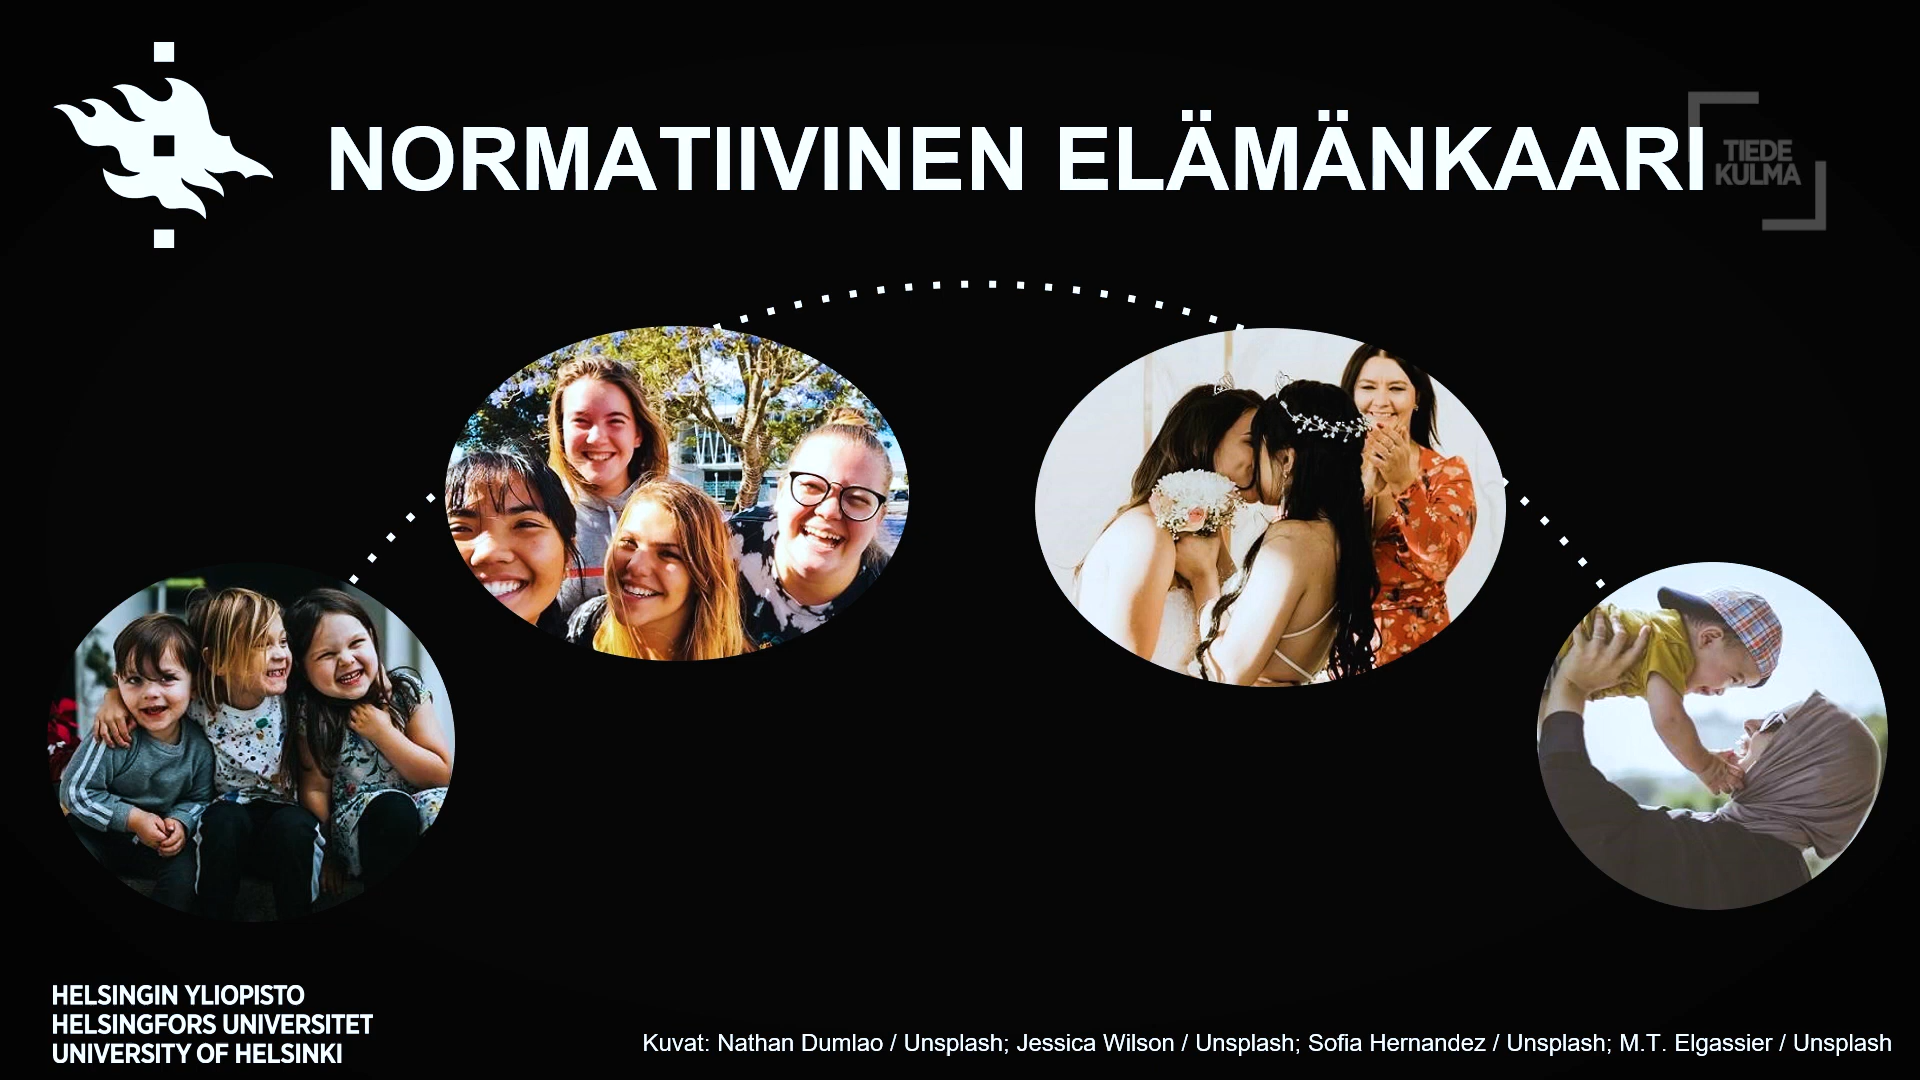 NORMATIIVINEN ELÄMÄNKAARI
TIEDE
KULMA
HELSINGIN YLIOPISTO
HELSINGFORS UNIVERSITET
UNIVERSITY OF HELSINKI
Kuvat: Nathan Dumlao / Unsplash; Jessica Wilson / Unsplash; Sofia Hernandez / Unsplash; M.T. Elgassier / Unsplash